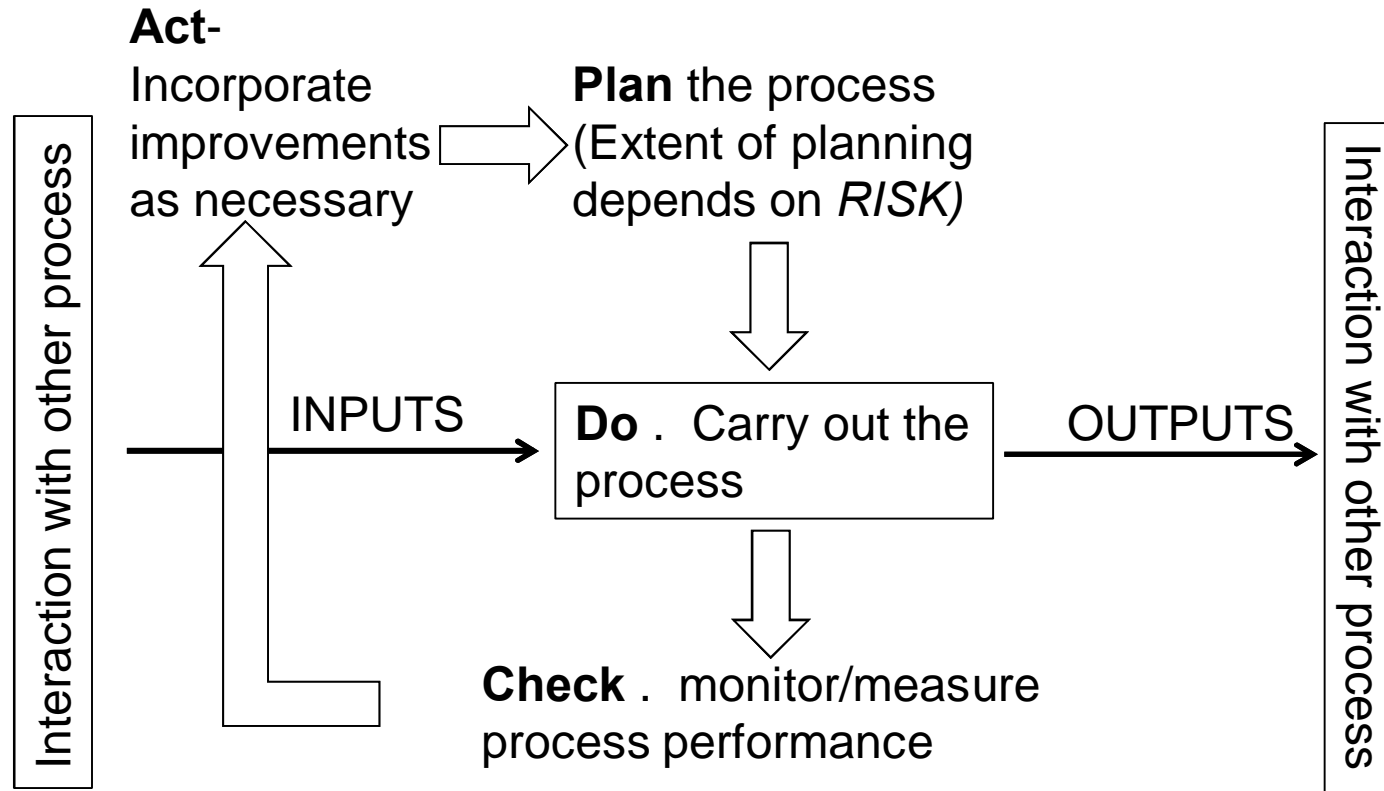 Act-
Incorporate
improvements
as necessary
Plan the process
(Extent of planning
depends on RISK)
Interaction with other process
INPUTS
Do .  Carry out the
process
OUTPUTS
Interaction with other process
Check .  monitor/measure
process performance